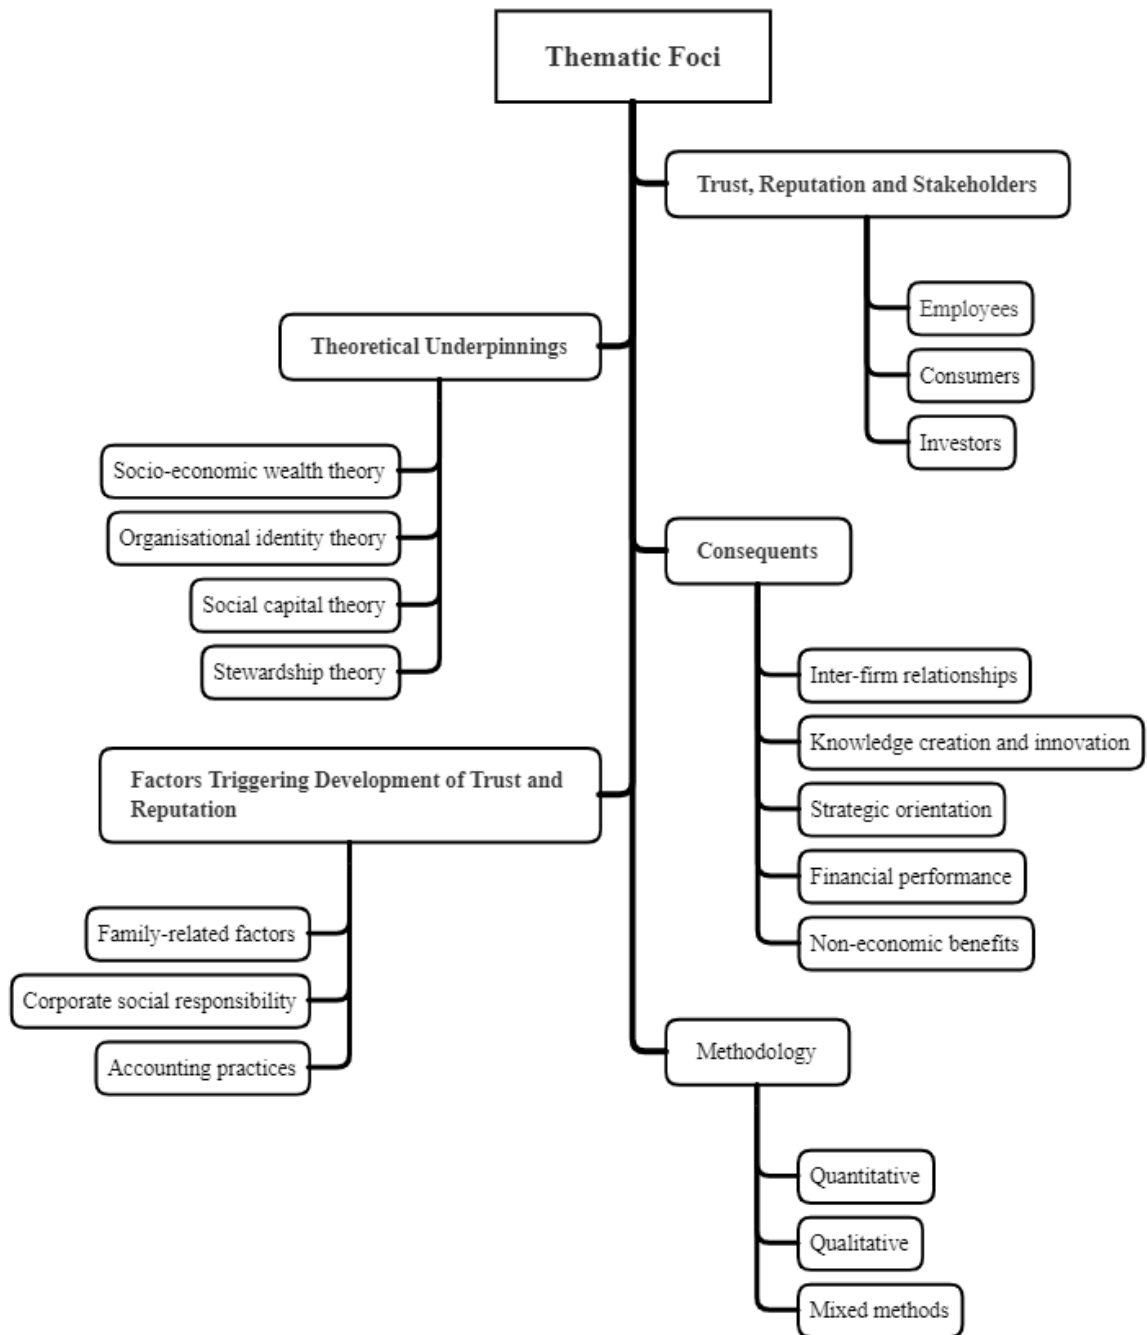 Thematic Foci
Trust, Reputation and Stakeholders
Employees
Consumers
Investors
Theoretical Underpinnings
Socio-economic wealth theory
Organisational identity theory
Social capital theory
Stewardship theory
Consequents
Inter-firm relationships
Knowledge creation and innovation
Strategic orientation
Financial performance
Non-economic benefits
Factors Triggering Development of Trust and
Reputation
Family-related factors
Corporate social responsibility
Accounting practices
Methodology
Quantitative
Qualitative
Mixed methods